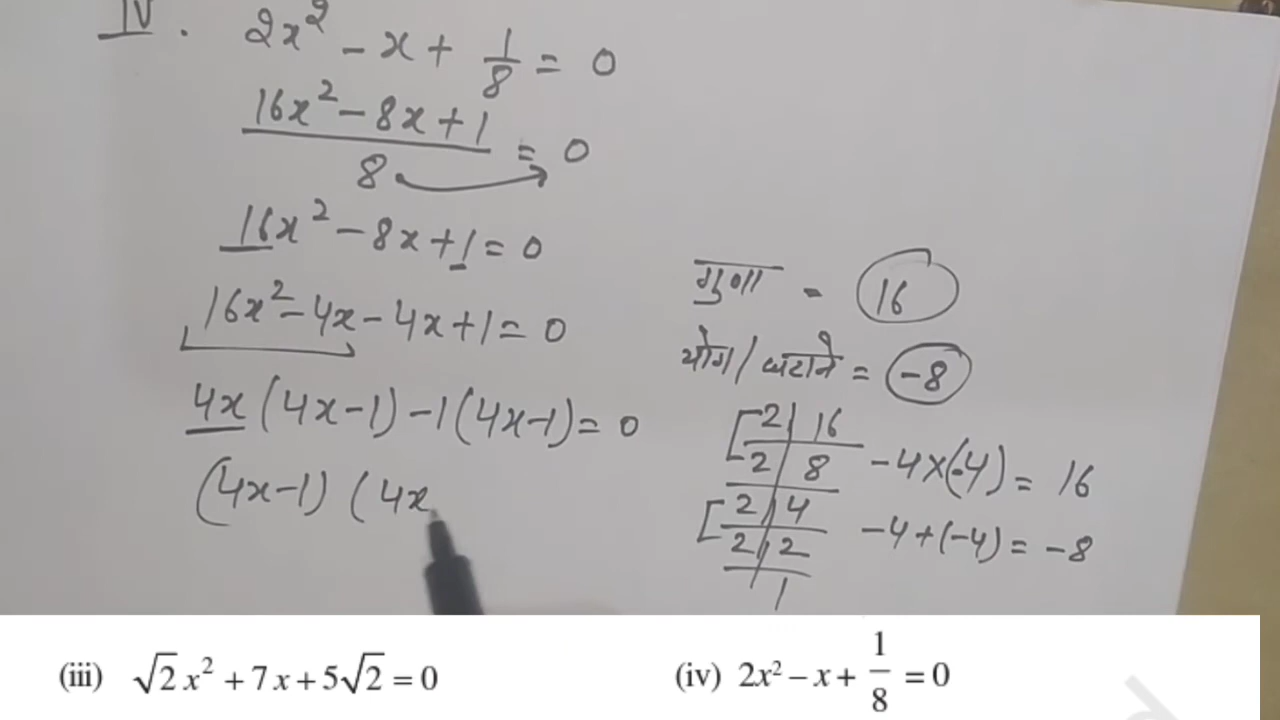 IV. 2x² - x + 1/8 = 0
16x² - 8x + 1 / 8 = 0
16x² - 8x + 1 = 0
16x² - 4x - 4x + 1 = 0
4x (4x - 1) - 1 (4x - 1) = 0
(4x - 1) (4x
गुणा = 16
योग / घटाने = -8
2 | 16
2 | 8
2 | 4
2 | 2
1
-4 × (-4) = 16
-4 + (-4) = -8
(iii) √2x² + 7x + 5√2 = 0
(iv) 2x² – x + 1/8 = 0